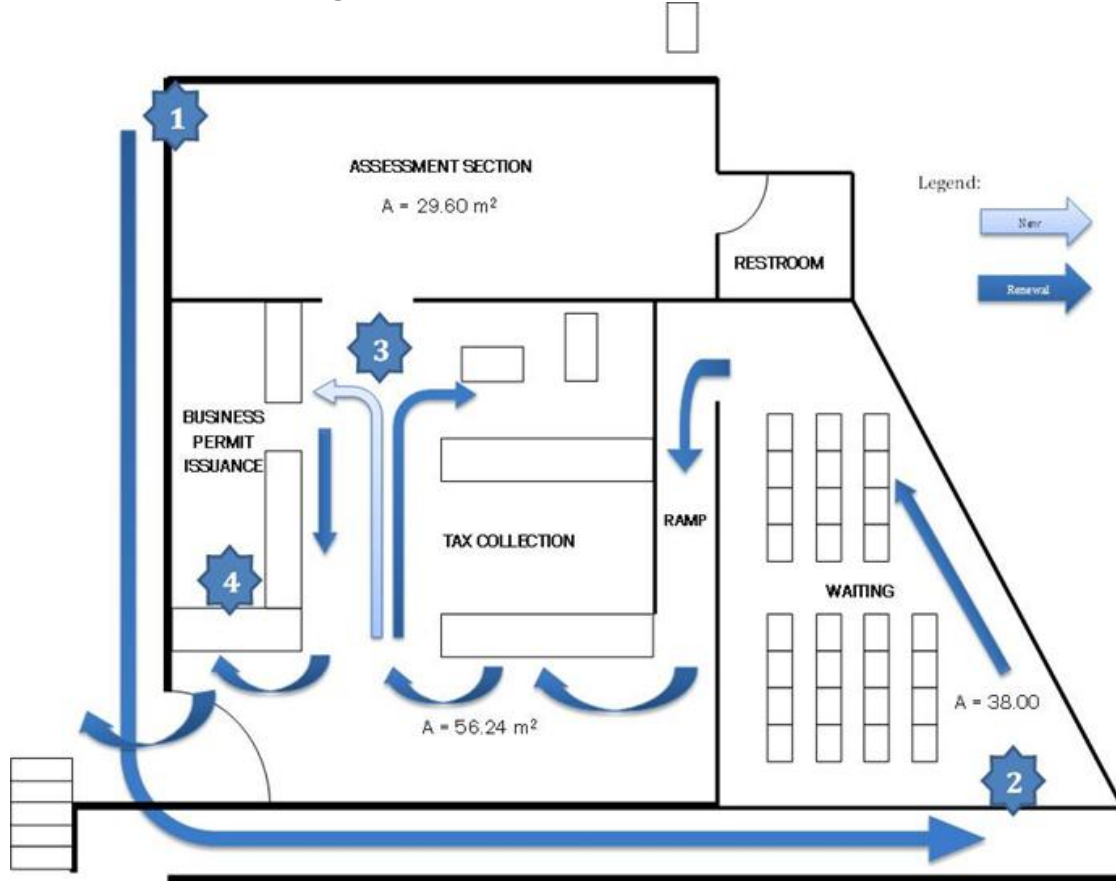 1
ASSESSMENT SECTION
A = 29.60 m²
Legend:
New
RESTROOM
Renewal
3
BUSINESS
PERMIT
ISSUANCE
RAMP
TAX COLLECTION
4
WAITING
A = 38.00
A = 56.24 m²
2